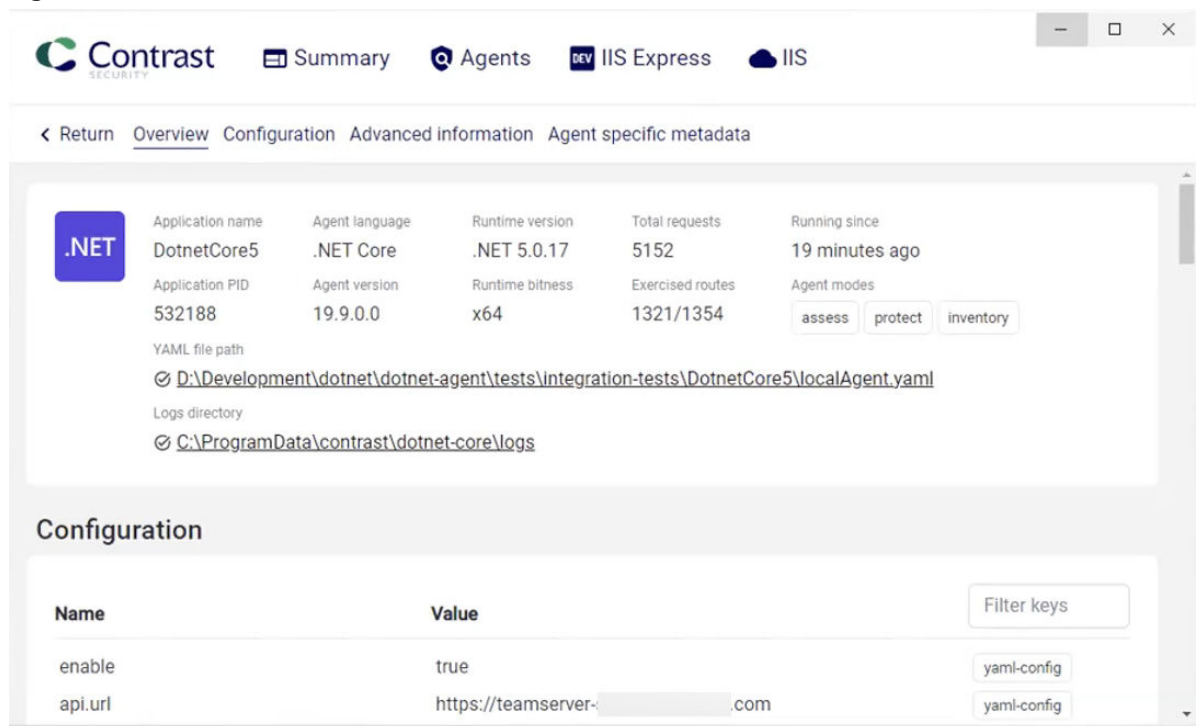 Contrast
SECURITY
Summary Agents DEV IIS Express IIS
Return Overview Configuration Advanced information Agent specific metadata
.NET
Application name Agent language Runtime version Total requests Running since
DotnetCore5 .NET Core .NET 5.0.17 5152 19 minutes ago
Application PID Agent version Runtime bitness Exercised routes Agent modes
532188 19.9.0.0 x64 1321/1354 assess protect inventory
YAML file path
D:\Development\dotnet\dotnet-agent\tests\integration-tests\DotnetCore5\localAgent.yaml
Logs directory
C:\ProgramData\contrast\dotnet-core\logs
Configuration
Name Value Filter keys
enable true yaml-config
api.url https://teamserver- .com yaml-config